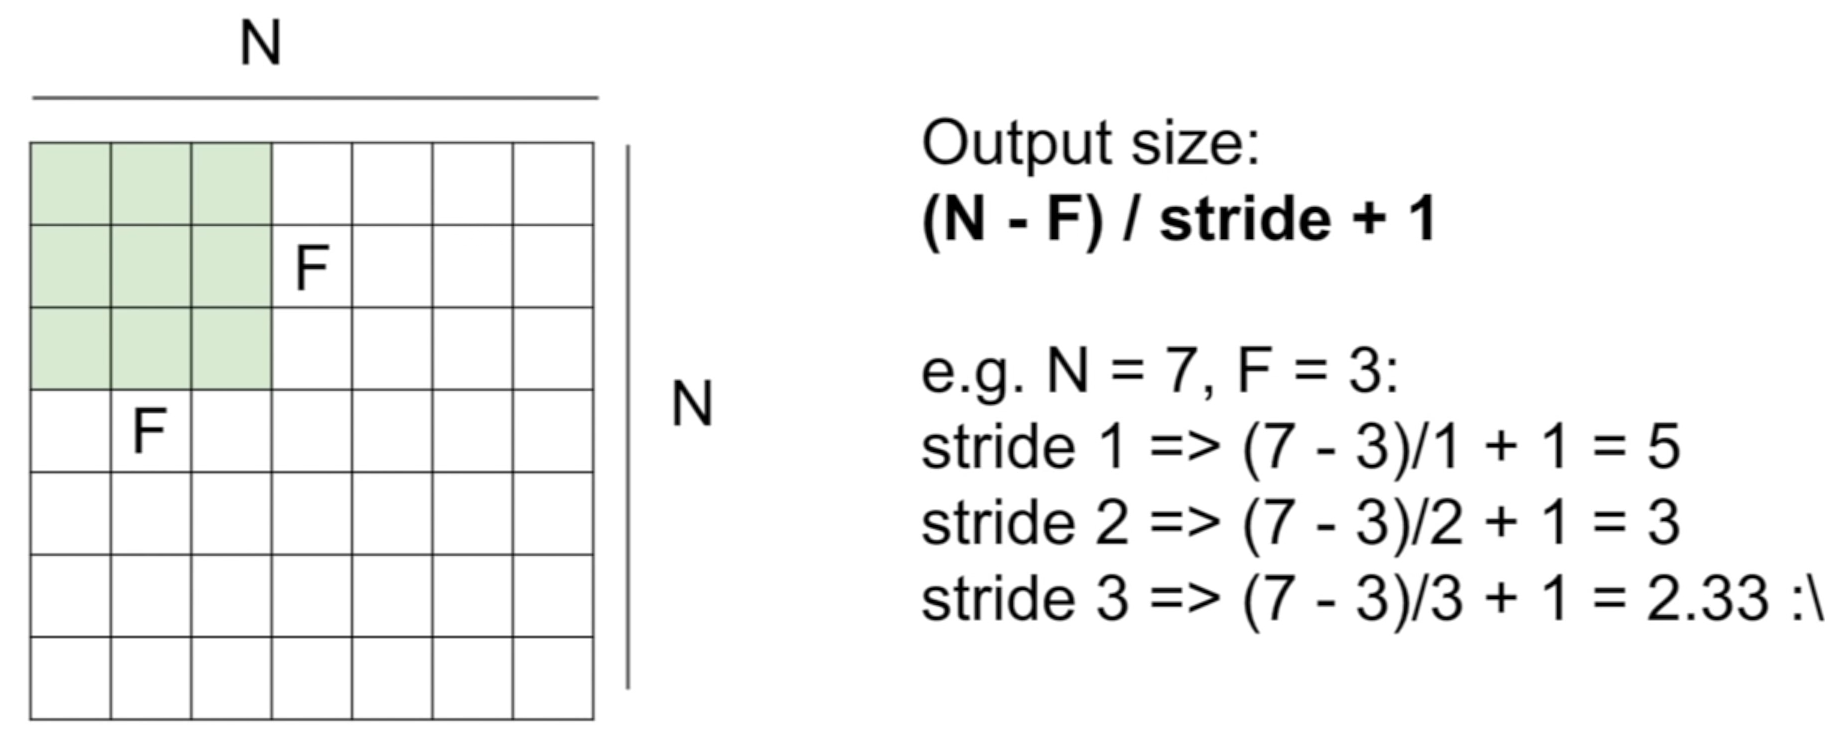 N
F
F
N
Output size:
(N - F) / stride + 1
e.g. N = 7, F = 3:
stride 1 => (7 - 3)/1 + 1 = 5
stride 2 => (7 - 3)/2 + 1 = 3
stride 3 => (7 - 3)/3 + 1 = 2.33 :\